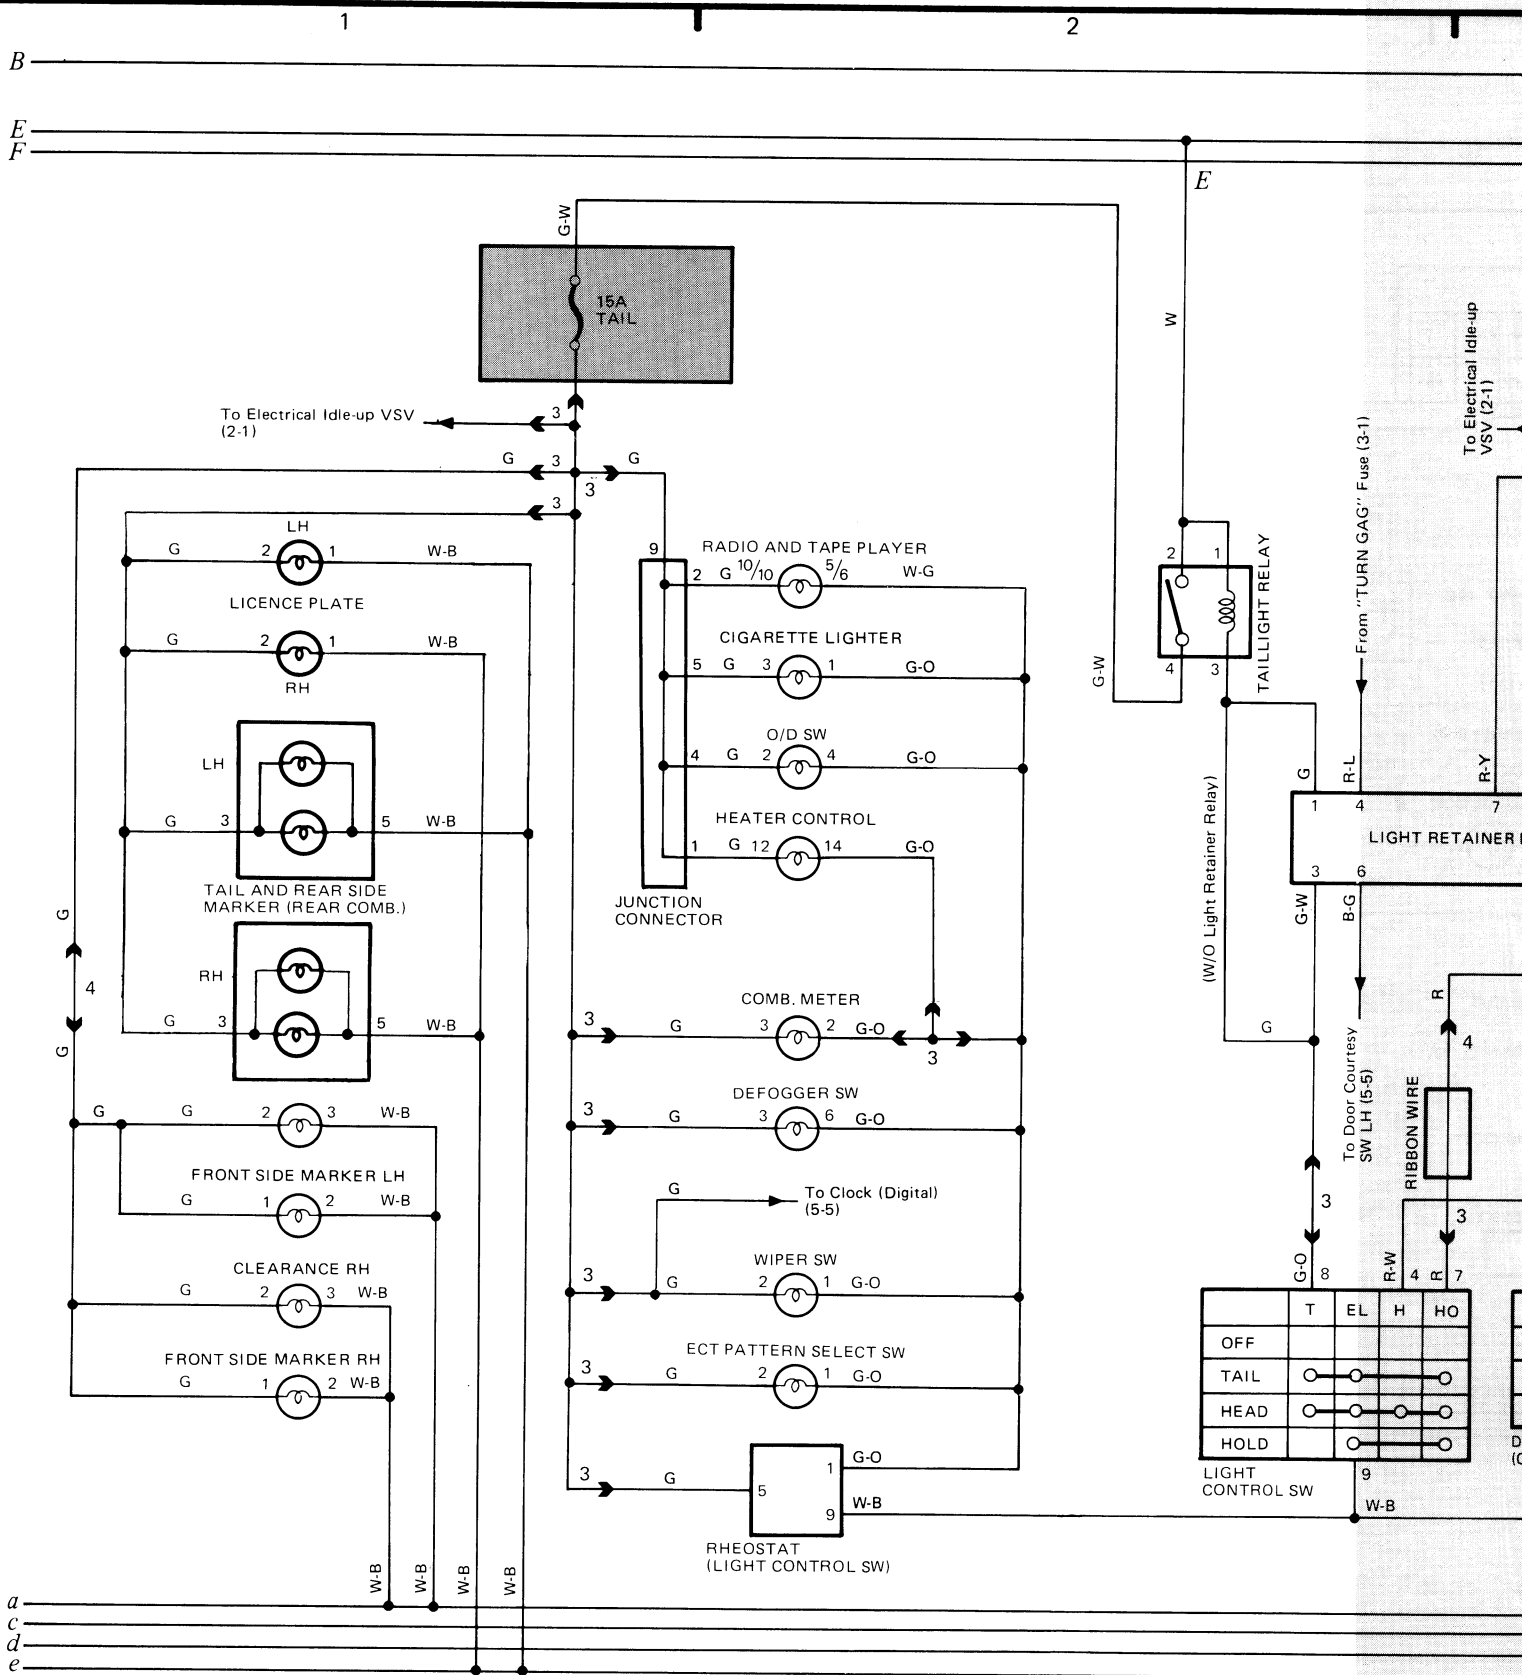 1
2
B
E
F
E
G-W
15A
TAIL
W
To Electrical Idle-up VSV
(2-1)
3
To Electrical Idle-up
VSV (2-1)
From "TURN GAG" Fuse (3-1)
G 3 G
3
3
LH
G 2 1 W-B
LICENCE PLATE
G 2 1 W-B
RH
9
RADIO AND TAPE PLAYER
2 G 10/10 5/6 W-G
CIGARETTE LIGHTER
5 G 3 1 G-O
O/D SW
4 G 2 4 G-O
HEATER CONTROL
1 G 12 14 G-O
JUNCTION
CONNECTOR
2 1
TAILLIGHT RELAY
4 3
G-W
G R-L R-Y
1 4 7
LIGHT RETAINER
3 6
G-W B-G
(W/O Light Retainer Relay)
LH
G 3 5 W-B
TAIL AND REAR SIDE
MARKER (REAR COMB.)
RH
G 3 5 W-B
G
4
G
COMB. METER
3 G 3 2 G-O
3
G
To Door Courtesy
SW LH (5-5)
R
4
RIBBON WIRE
G G 2 3 W-B
FRONT SIDE MARKER LH
G 1 2 W-B
CLEARANCE RH
G 2 3 W-B
FRONT SIDE MARKER RH
G 1 2 W-B
DEFOGGER SW
3 G 3 6 G-O
G To Clock (Digital)
(5-5)
WIPER SW
3 G 2 1 G-O
ECT PATTERN SELECT SW
3 G 2 1 G-O
3 G 5 1 G-O
9 W-B
RHEOSTAT
(LIGHT CONTROL SW)
3 3
G-O 8 R-W 4 R 7
T EL H HO
OFF
TAIL
HEAD
HOLD
LIGHT
CONTROL SW
9
W-B
D
W-B W-B W-B W-B
a
c
d
e